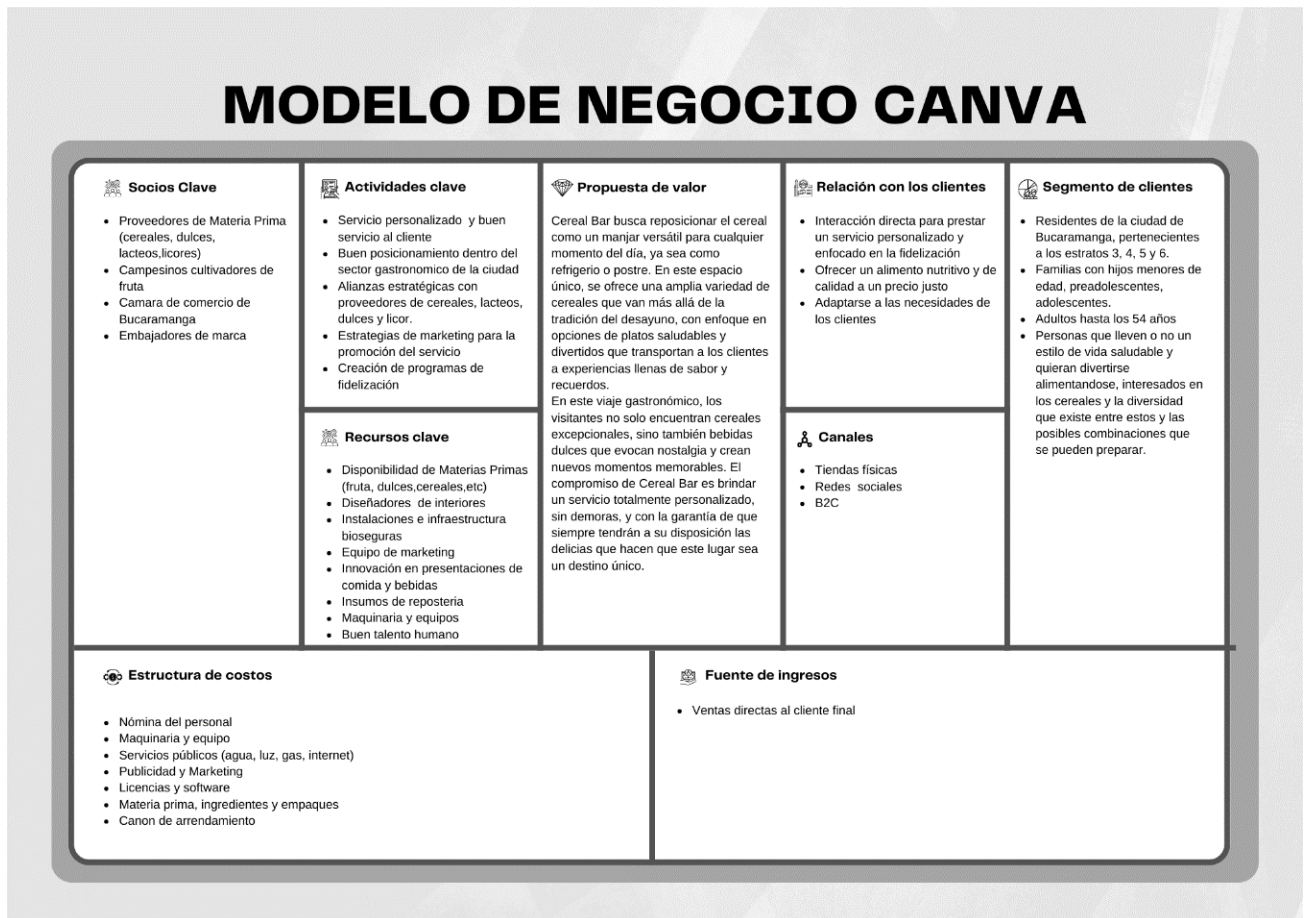 MODELO DE NEGOCIO CANVA
Socios Clave
Proveedores de Materia Prima
(cereales, dulces,
lacteos,licores)
Campesinos cultivadores de
fruta
Camara de comercio de
Bucaramanga
Embajadores de marca
Actividades clave
Servicio personalizado y buen
servicio al cliente
Buen posicionamiento dentro del
sector gastronomico de la ciudad
Alianzas estratégicas con
proveedores de cereales, lacteos,
dulces y licor.
Estrategias de marketing para la
promoción del servicio
Creación de programas de
fidelización
Recursos clave
Disponibilidad de Materias Primas
(fruta, dulces,cereales,etc)
Diseñadores de interiores
Instalaciones e infraestructura
bioseguras
Equipo de marketing
Innovación en presentaciones de
comida y bebidas
Insumos de reposteria
Maquinaria y equipos
Buen talento humano
Propuesta de valor
Cereal Bar busca reposicionar el cereal
como un manjar versátil para cualquier
momento del día, ya sea como
refrigerio o postre. En este espacio
único, se ofrece una amplia variedad de
cereales que van más allá de la
tradición del desayuno, con enfoque en
opciones de platos saludables y
divertidos que transportan a los clientes
a experiencias llenas de sabor y
recuerdos.
En este viaje gastronómico, los
visitantes no solo encuentran cereales
excepcionales, sino también bebidas
dulces que evocan nostalgia y crean
nuevos momentos memorables. El
compromiso de Cereal Bar es brindar
un servicio totalmente personalizado,
sin demoras, y con la garantía de que
siempre tendrán a su disposición las
delicias que hacen que este lugar sea
un destino único.
Relación con los clientes
Interacción directa para prestar
un servicio personalizado y
enfocado en la fidelización
Ofrecer un alimento nutritivo y de
calidad a un precio justo
Adaptarse a las necesidades de
los clientes
Canales
Tiendas físicas
Redes sociales
B2C
Segmento de clientes
Residentes de la ciudad de
Bucaramanga, pertenecientes
a los estratos 3, 4, 5 y 6.
Familias con hijos menores de
edad, preadolescentes,
adolescentes.
Adultos hasta los 54 años
Personas que lleven o no un
estilo de vida saludable y
quieran divertirse
alimentandose, interesados en
los cereales y la diversidad
que existe entre estos y las
posibles combinaciones que
se pueden preparar.
Estructura de costos
Nómina del personal
Maquinaria y equipo
Servicios públicos (agua, luz, gas, internet)
Publicidad y Marketing
Licencias y software
Materia prima, ingredientes y empaques
Canon de arrendamiento
Fuente de ingresos
Ventas directas al cliente final